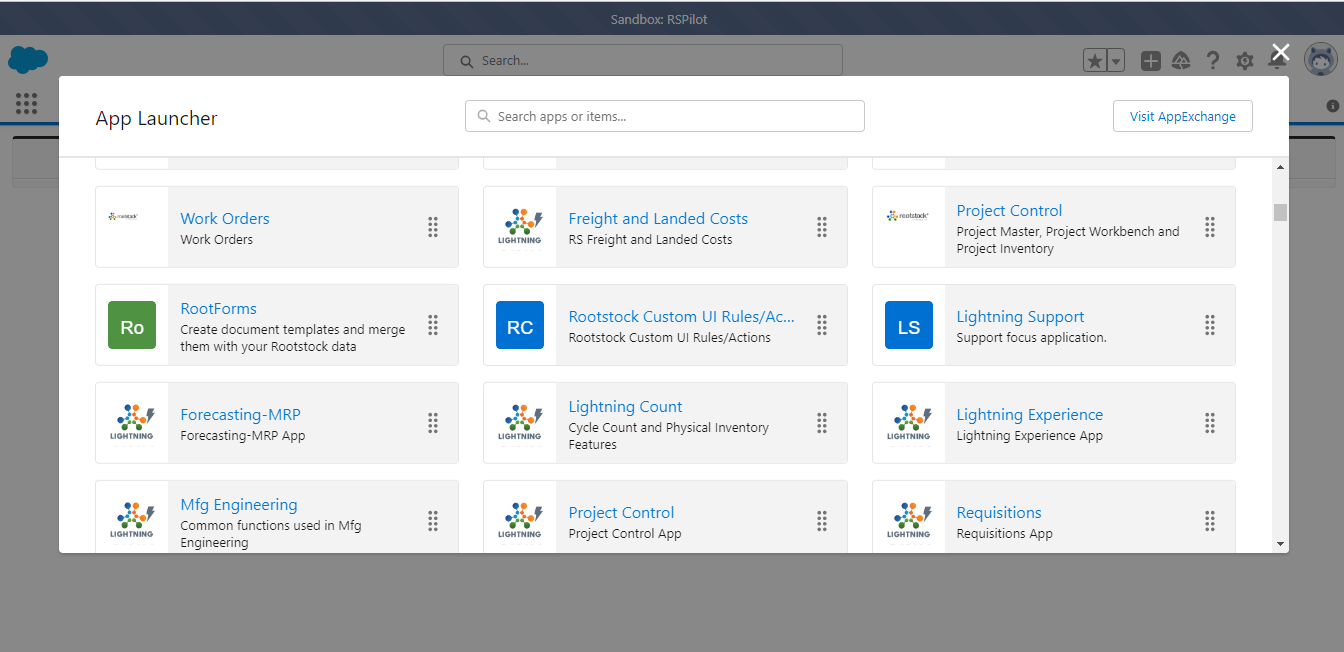 Sandbox: RSPilot
Search...
App Launcher
Search apps or items...
Visit AppExchange
rootstock
Work Orders
Work Orders
LIGHTNING
Freight and Landed Costs
RS Freight and Landed Costs
rootstock
Project Control
Project Master, Project Workbench and
Project Inventory
Ro
RootForms
Create document templates and merge
them with your Rootstock data
RC
Rootstock Custom UI Rules/Ac...
Rootstock Custom UI Rules/Actions
LS
Lightning Support
Support focus application.
LIGHTNING
Forecasting-MRP
Forecasting-MRP App
LIGHTNING
Lightning Count
Cycle Count and Physical Inventory
Features
LIGHTNING
Lightning Experience
Lightning Experience App
LIGHTNING
Mfg Engineering
Common functions used in Mfg
Engineering
LIGHTNING
Project Control
Project Control App
LIGHTNING
Requisitions
Requisitions App